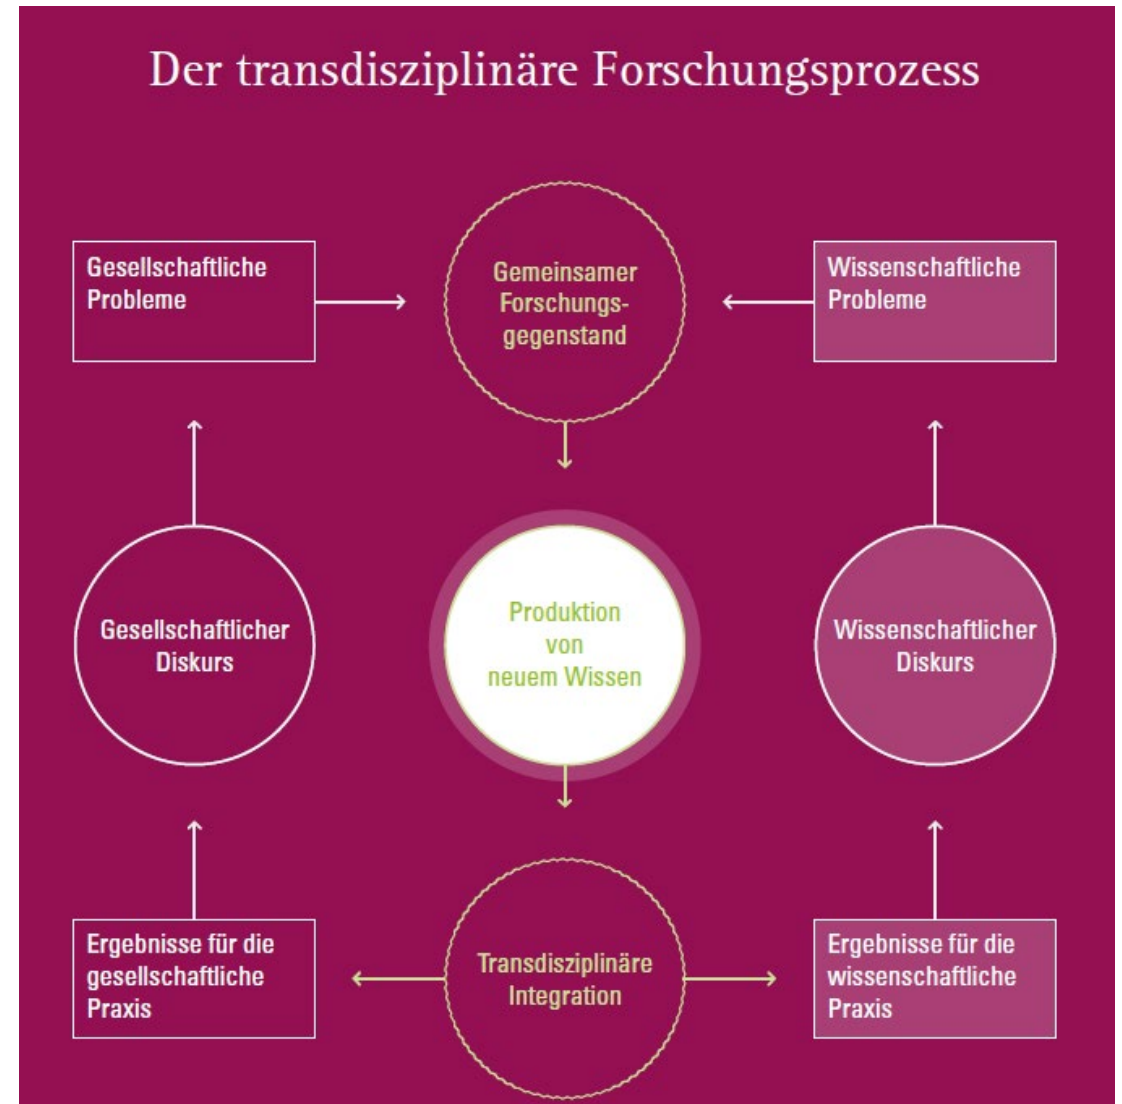 Der transdisziplinäre Forschungsprozess
Gesellschaftliche
Probleme
Gemeinsamer
Forschungs-
gegenstand
Wissenschaftliche
Probleme
Gesellschaftlicher
Diskurs
Produktion
von
neuem Wissen
Wissenschaftlicher
Diskurs
Ergebnisse für die
gesellschaftliche
Praxis
Transdisziplinäre
Integration
Ergebnisse für die
wissenschaftliche
Praxis